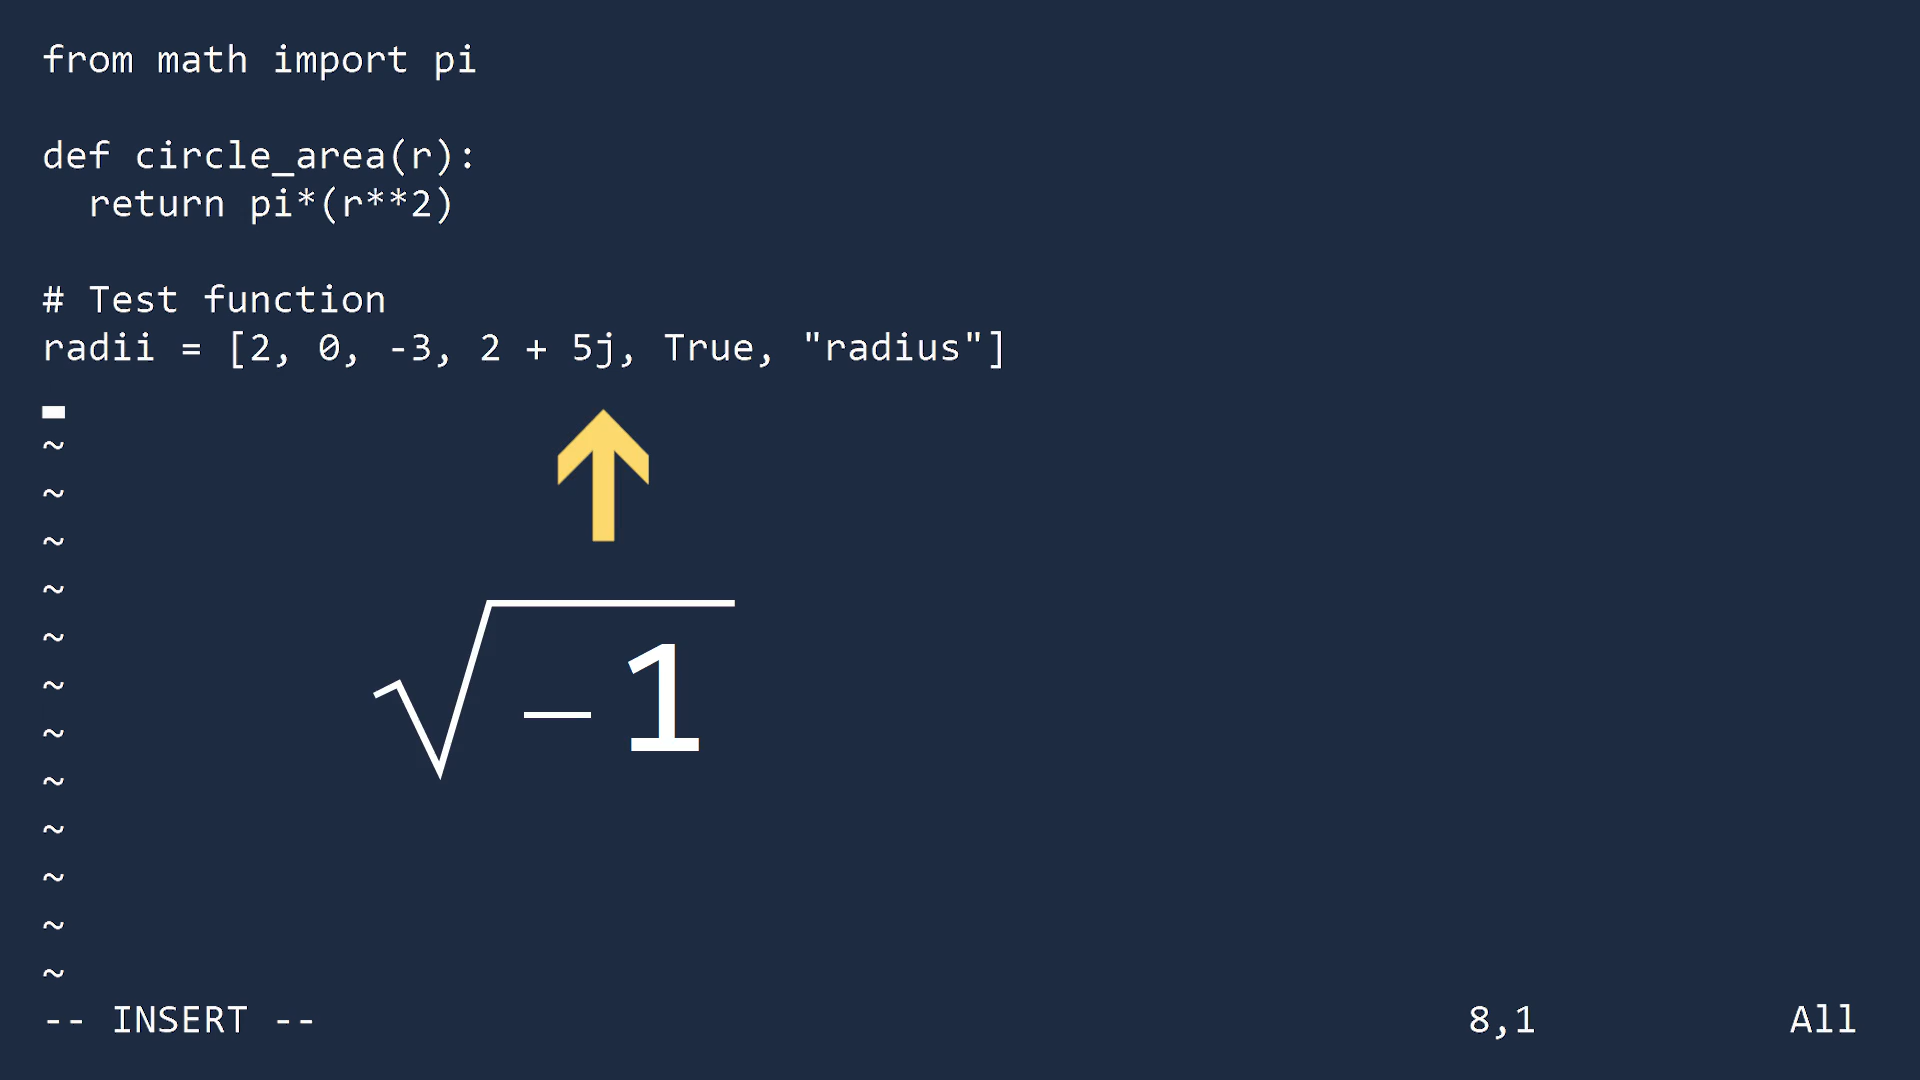 from math import pi
def circle_area(r):
  return pi*(r**2)
# Test function
radii = [2, 0, -3, 2 + 5j, True, "radius"]
~
~
~
~
~
~
~
~
~
~
~
~
√-1
-- INSERT -- 8,1 All